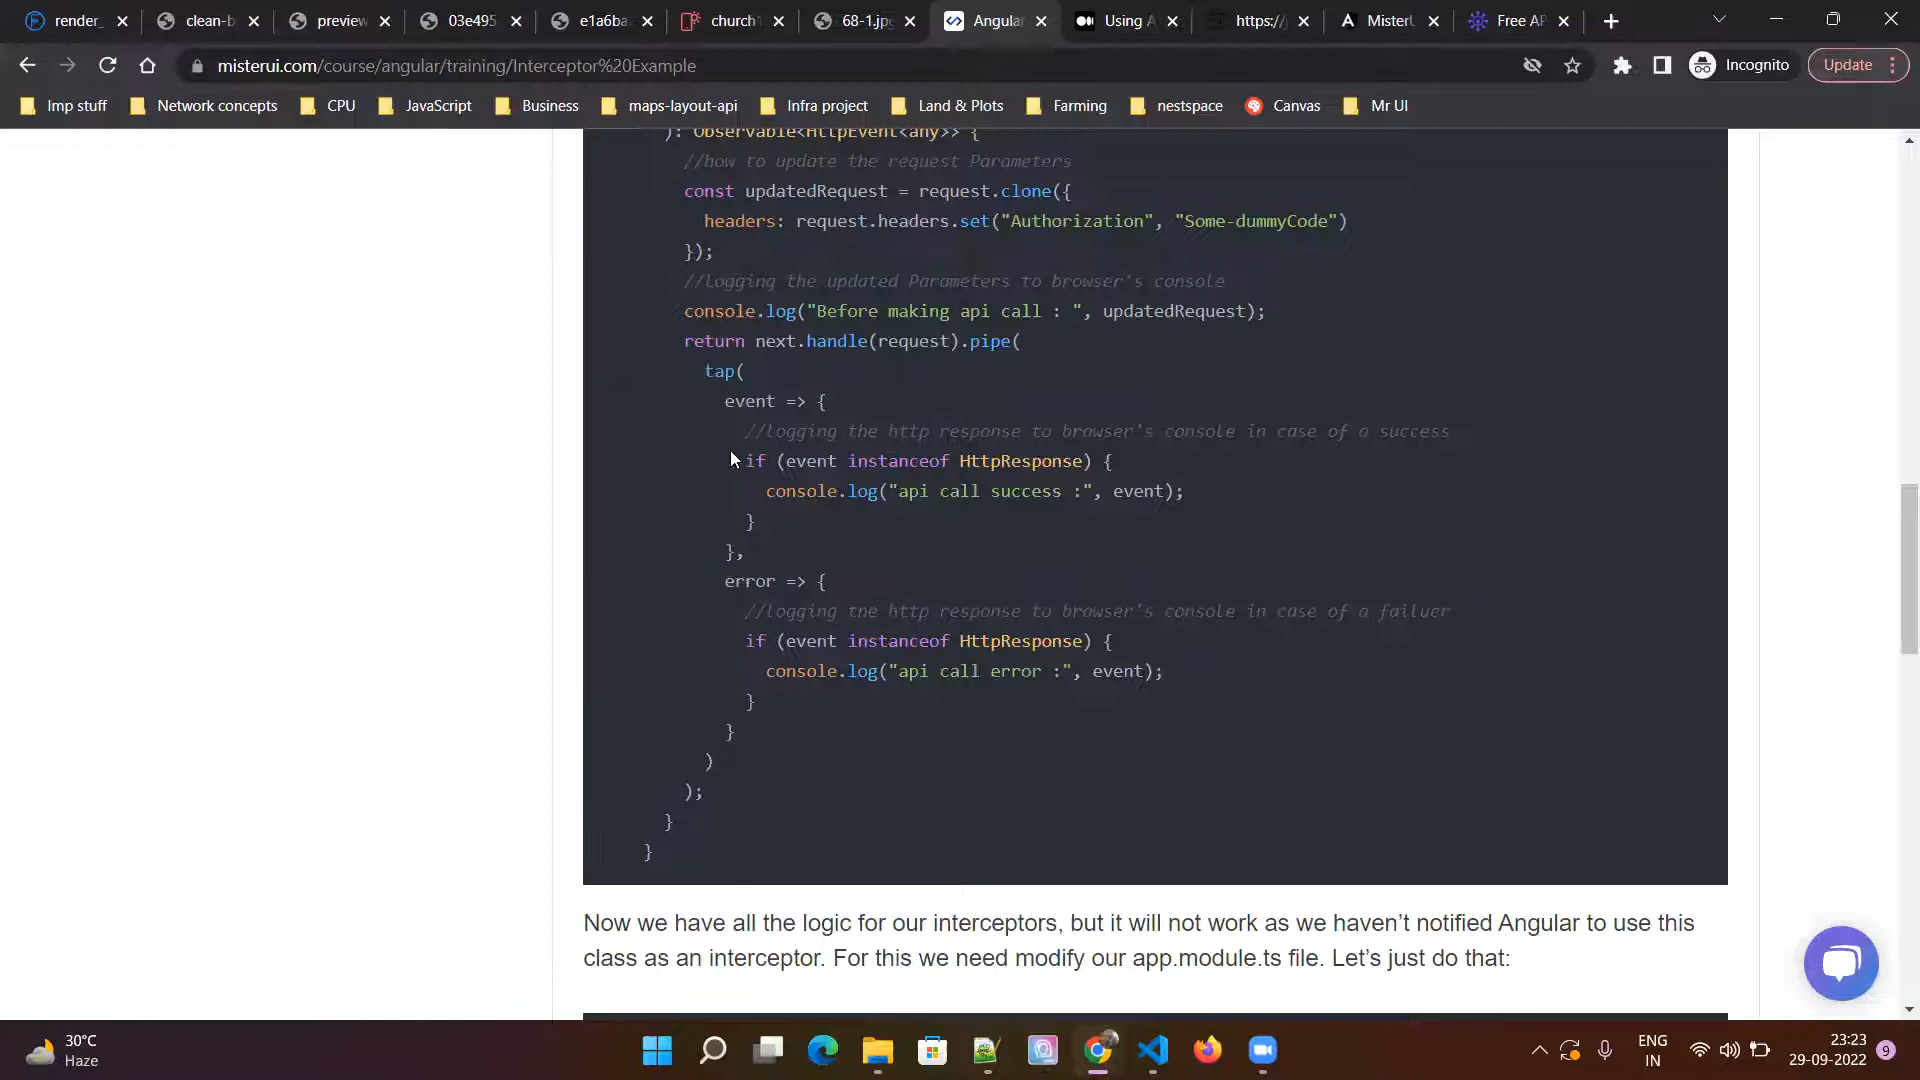 render_
clean-b
preview
03e495
e1a6ba
church
68-1.jp
Angular
Using A
https://
MisterU
Free AP
misterui.com/course/angular/training/Interceptor%20Example
Incognito
Update
Imp stuff
Network concepts
CPU
JavaScript
Business
maps-layout-api
Infra project
Land & Plots
Farming
nestspace
Canvas
Mr UI
): Observable<HttpEvent<any>> {
//how to update the request Parameters
const updatedRequest = request.clone({
headers: request.headers.set("Authorization", "Some-dummyCode")
});
//logging the updated Parameters to browser's console
console.log("Before making api call : ", updatedRequest);
return next.handle(request).pipe(
tap(
event => {
//logging the http response to browser's console in case of a success
if (event instanceof HttpResponse) {
console.log("api call success :", event);
}
},
error => {
//logging the http response to browser's console in case of a failuer
if (event instanceof HttpResponse) {
console.log("api call error :", event);
}
}
)
);
}
}
Now we have all the logic for our interceptors, but it will not work as we haven’t notified Angular to use this
class as an interceptor. For this we need modify our app.module.ts file. Let’s just do that:
30°C
Haze
ENG
IN
23:23
29-09-2022
9